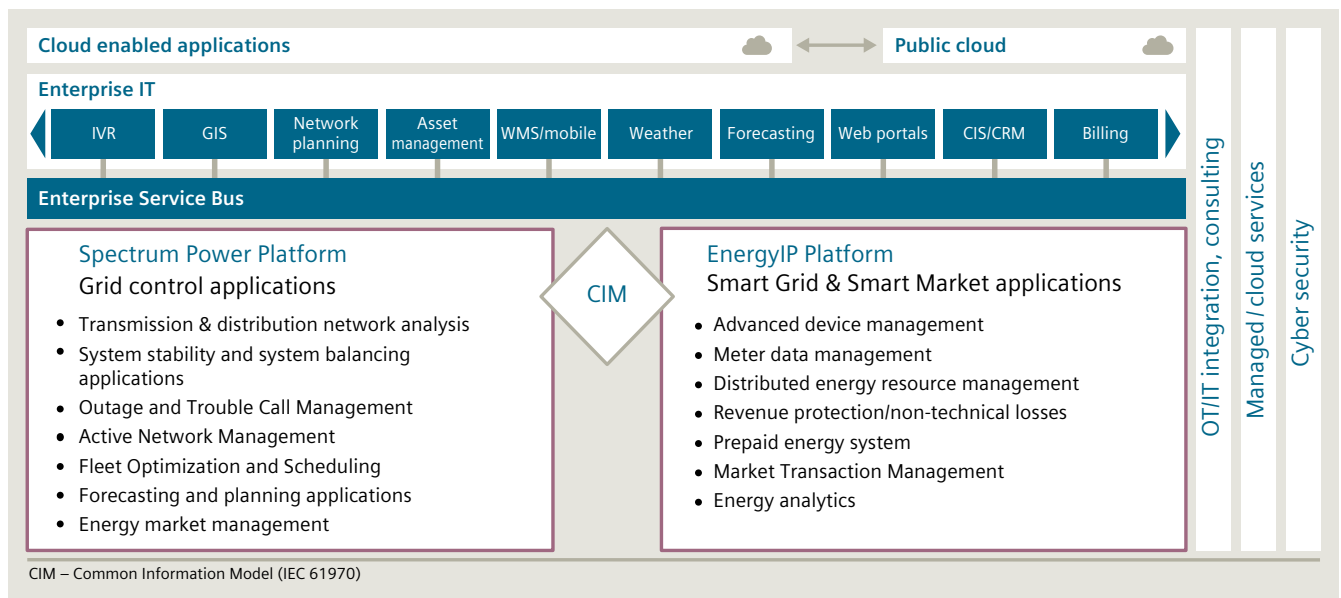 Cloud enabled applications
Public cloud
Enterprise IT
IVR
GIS
Network
planning
Asset
management
WMS/mobile
Weather
Forecasting
Web portals
CIS/CRM
Billing
Enterprise Service Bus
Spectrum Power Platform
Grid control applications
• Transmission & distribution network analysis
• System stability and system balancing
applications
• Outage and Trouble Call Management
• Active Network Management
• Fleet Optimization and Scheduling
• Forecasting and planning applications
• Energy market management
CIM
EnergyIP Platform
Smart Grid & Smart Market applications
• Advanced device management
• Meter data management
• Distributed energy resource management
• Revenue protection/non-technical losses
• Prepaid energy system
• Market Transaction Management
• Energy analytics
OT/IT integration, consulting
Managed / cloud services
Cyber security
CIM – Common Information Model (IEC 61970)